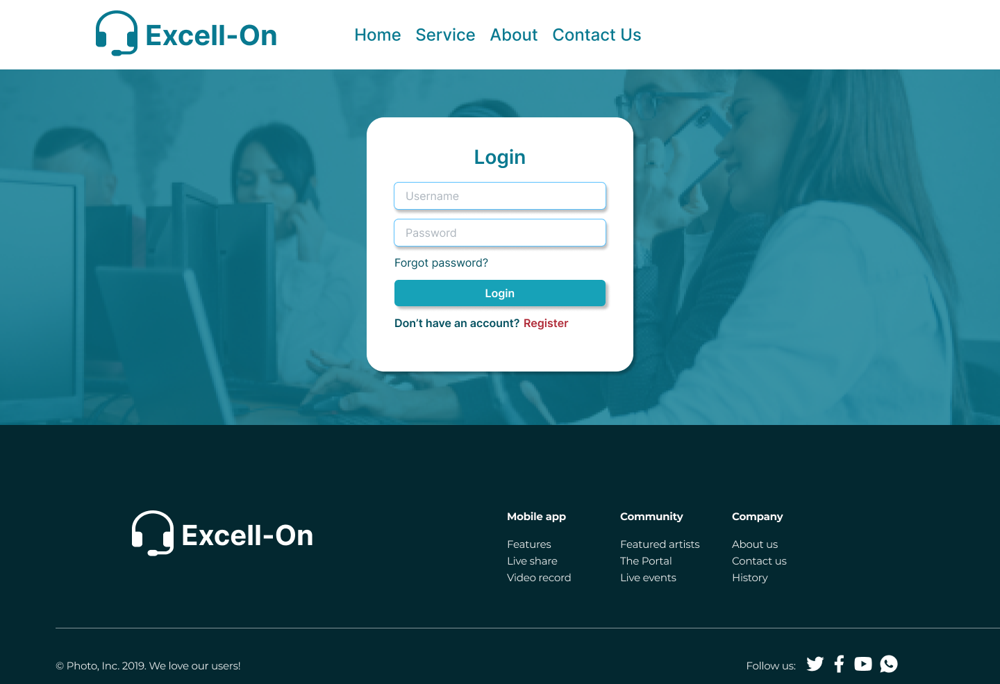 Excell-On
Home Service About Contact Us
Login
Username
Password
Forgot password?
Login
Don’t have an account? Register
Excell-On
Mobile app
Features
Live share
Video record
Community
Featured artists
The Portal
Live events
Company
About us
Contact us
History
© Photo, Inc. 2019. We love our users!
Follow us: